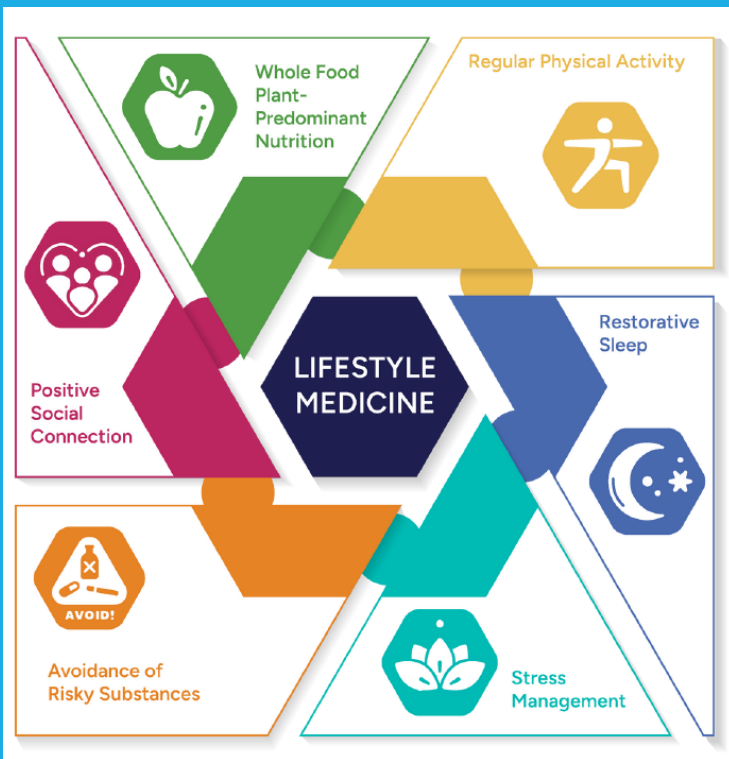 Whole Food
Plant-
Predominant
Nutrition
Regular Physical Activity
Restorative
Sleep
LIFESTYLE
MEDICINE
Positive
Social
Connection
AVOID!
Avoidance of
Risky Substances
Stress
Management